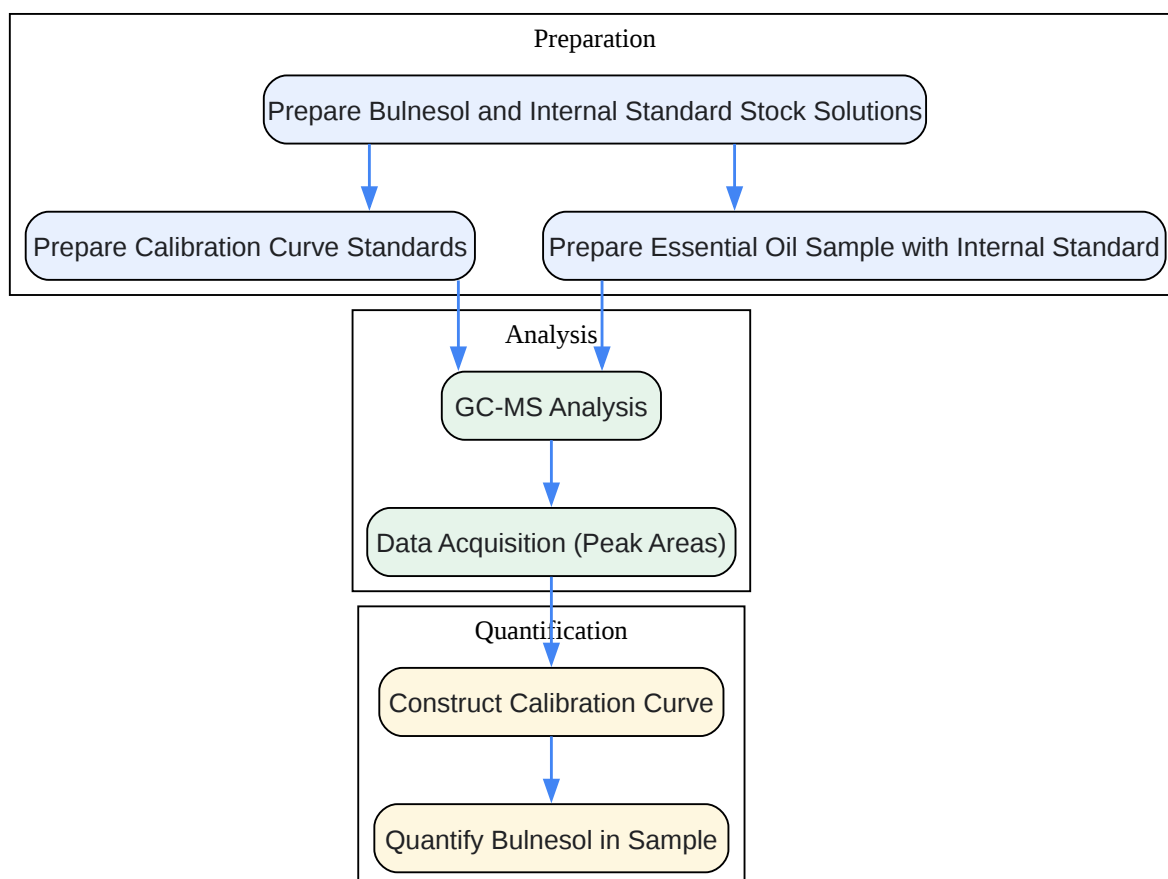 Preparation
Prepare Bulnesol and Internal Standard Stock Solutions
Prepare Calibration Curve Standards
Prepare Essential Oil Sample with Internal Standard
Analysis
GC-MS Analysis
Data Acquisition (Peak Areas)
Quantification
Construct Calibration Curve
Quantify Bulnesol in Sample